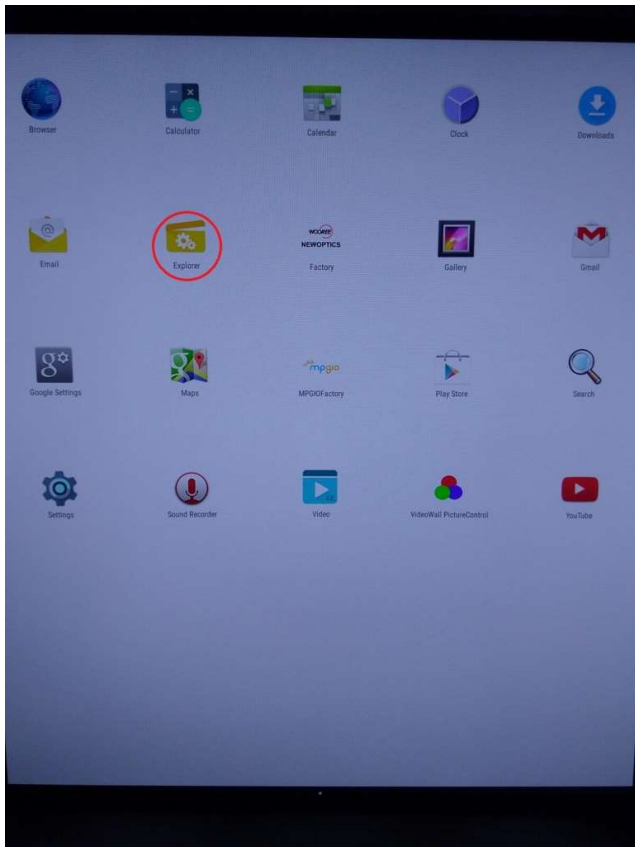 Browser
Calculator
Calendar
Clock
Downloads
Email
Explorer
WOOAYE
NEWOPTICS
Factory
Gallery
Gmail
Google Settings
Maps
mpgio
MPGIOFactory
Play Store
Search
Settings
Sound Recorder
Video
VideoWall PictureControl
YouTube